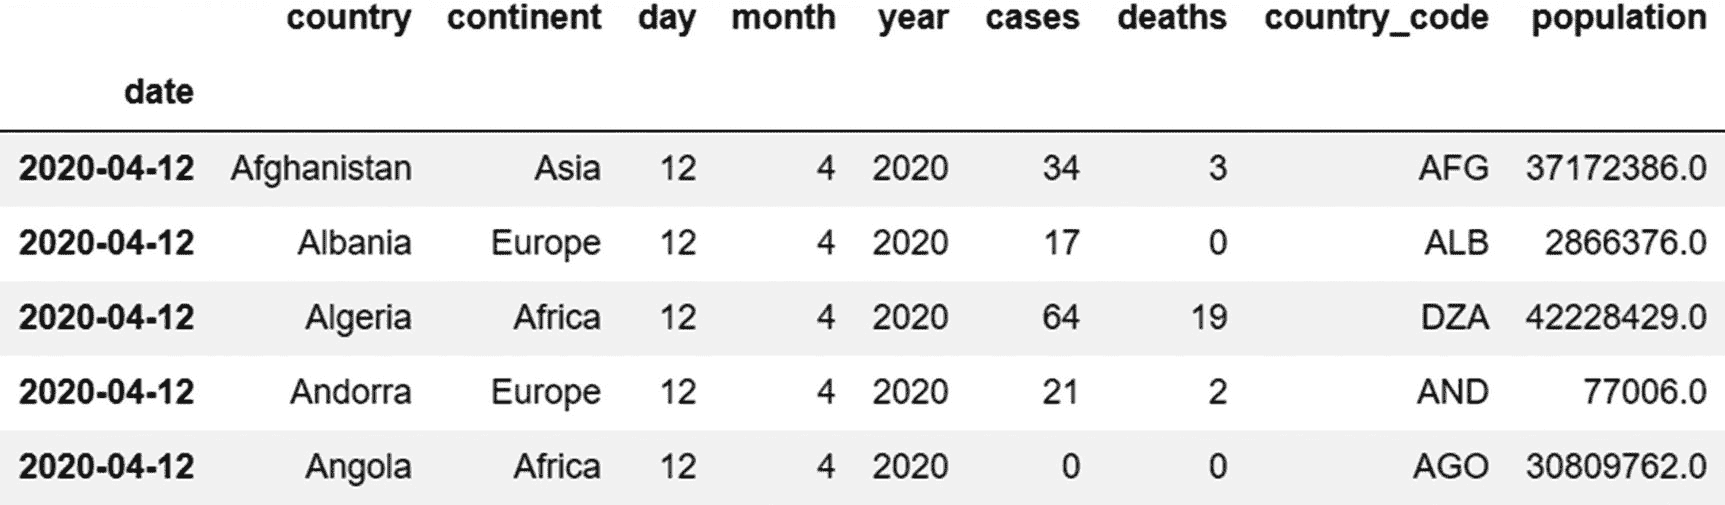 country continent day month year cases deaths country_code population
date
2020-04-12 Afghanistan Asia 12 4 2020 34 3 AFG 37172386.0
2020-04-12 Albania Europe 12 4 2020 17 0 ALB 2866376.0
2020-04-12 Algeria Africa 12 4 2020 64 19 DZA 42228429.0
2020-04-12 Andorra Europe 12 4 2020 21 2 AND 77006.0
2020-04-12 Angola Africa 12 4 2020 0 0 AGO 30809762.0